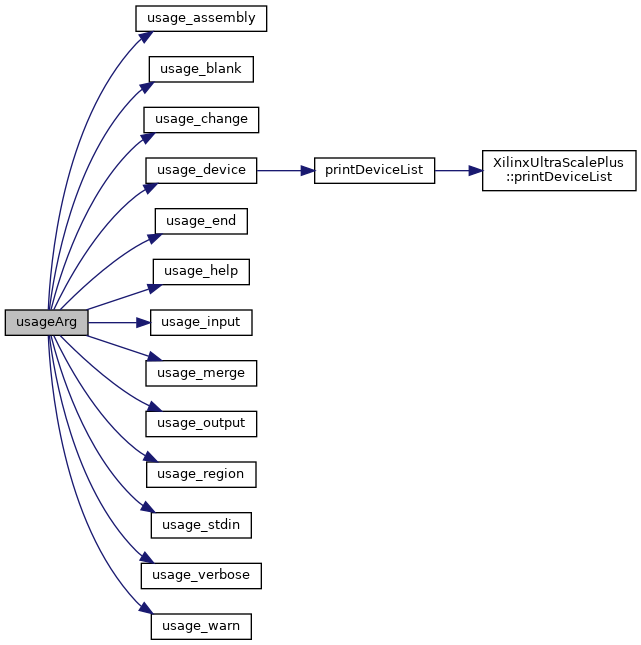 usage_assembly
usage_blank
usage_change
usage_device
printDeviceList
XilinxUltraScalePlus
::printDeviceList
usage_end
usage_help
usageArg
usage_input
usage_merge
usage_output
usage_region
usage_stdin
usage_verbose
usage_warn